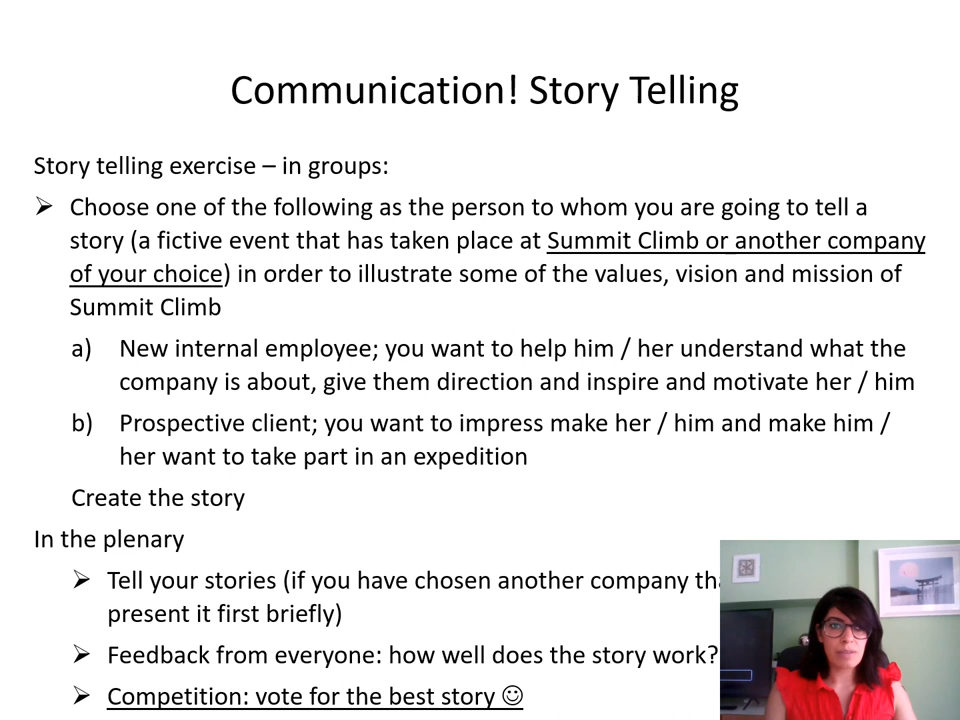 Communication! Story Telling
Story telling exercise – in groups:
➢ Choose one of the following as the person to whom you are going to tell a
story (a fictive event that has taken place at Summit Climb or another company
of your choice) in order to illustrate some of the values, vision and mission of
Summit Climb
a) New internal employee; you want to help him / her understand what the
company is about, give them direction and inspire and motivate her / him
b) Prospective client; you want to impress make her / him and make him /
her want to take part in an expedition
Create the story
In the plenary
➢ Tell your stories (if you have chosen another company
present it first briefly)
➢ Feedback from everyone: how well does the story work?
➢ Competition: vote for the best story ☺